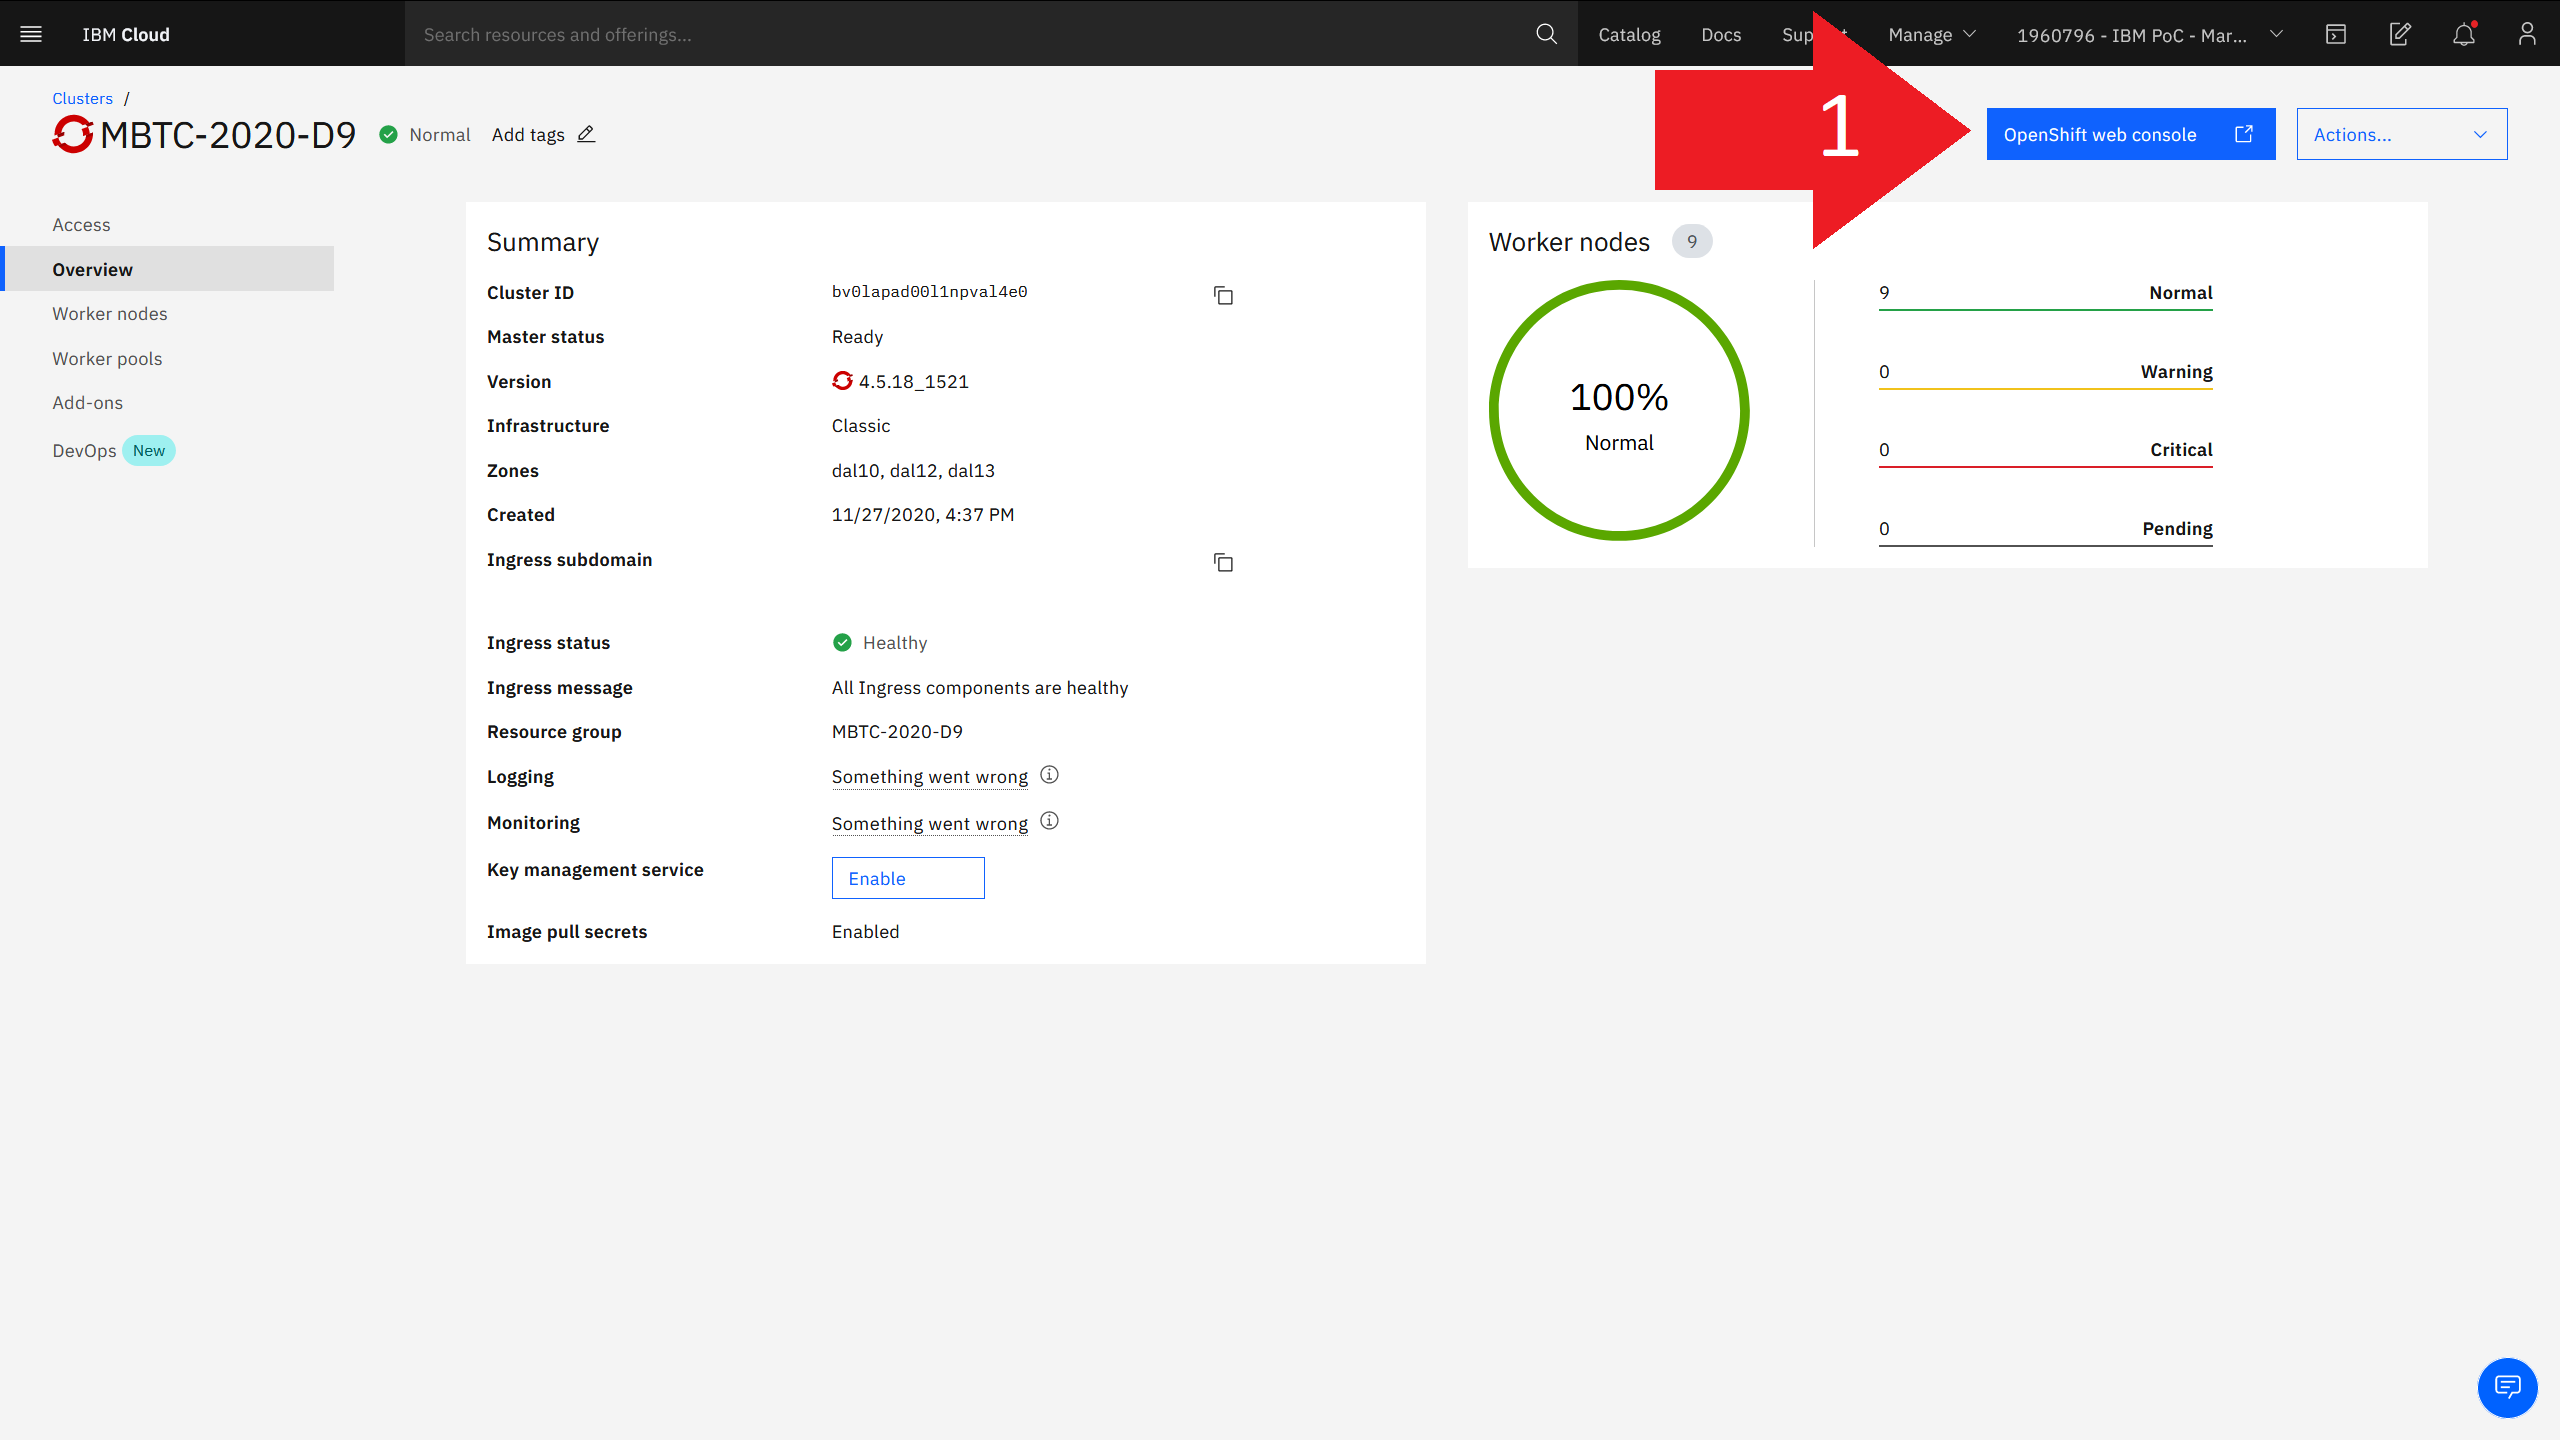 IBM Cloud
Search resources and offerings...
Catalog
Docs
Manage
1960796 - IBM PoC - Mar...
Clusters /
MBTC-2020-D9
Normal
Add tags
1
OpenShift web console
Actions...
Access
Overview
Worker nodes
Worker pools
Add-ons
DevOps New
Summary
Cluster ID bv0lapad00l1npval4e0
Master status Ready
Version 4.5.18_1521
Infrastructure Classic
Zones dal10, dal12, dal13
Created 11/27/2020, 4:37 PM
Ingress subdomain
Ingress status Healthy
Ingress message All Ingress components are healthy
Resource group MBTC-2020-D9
Logging Something went wrong
Monitoring Something went wrong
Key management service Enable
Image pull secrets Enabled
Worker nodes 9
100%
Normal
9 Normal
0 Warning
0 Critical
0 Pending